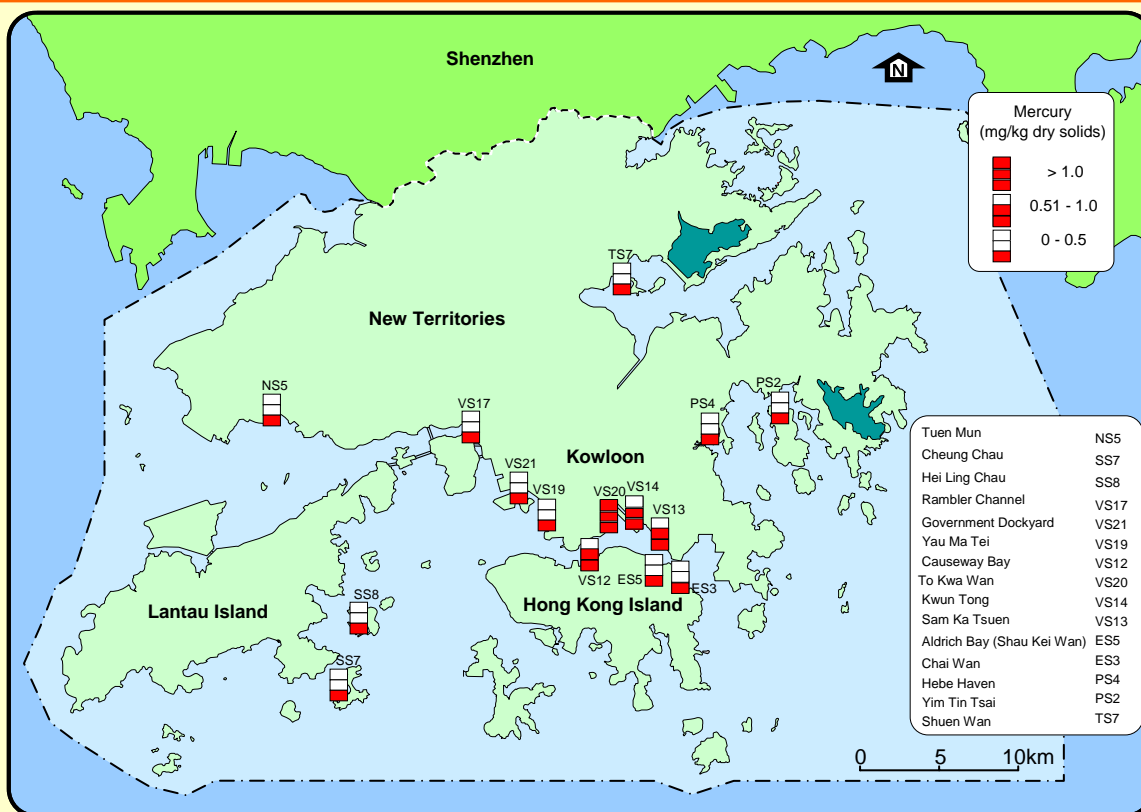 Shenzhen
N
Mercury
(mg/kg dry solids)
> 1.0
0.51 - 1.0
0 - 0.5
TS7
New Territories
NS5
VS17
PS4
PS2
Kowloon
VS21
VS19
VS20
VS14
VS13
VS12
ES5
ES3
Hong Kong Island
Lantau Island
SS8
SS7
Tuen Mun NS5
Cheung Chau SS7
Hei Ling Chau SS8
Rambler Channel VS17
Government Dockyard VS21
Yau Ma Tei VS19
Causeway Bay VS12
To Kwa Wan VS20
Kwun Tong VS14
Sam Ka Tsuen VS13
Aldrich Bay (Shau Kei Wan) ES5
Chai Wan ES3
Hebe Haven PS4
Yim Tin Tsai PS2
Shuen Wan TS7
0 5 10km